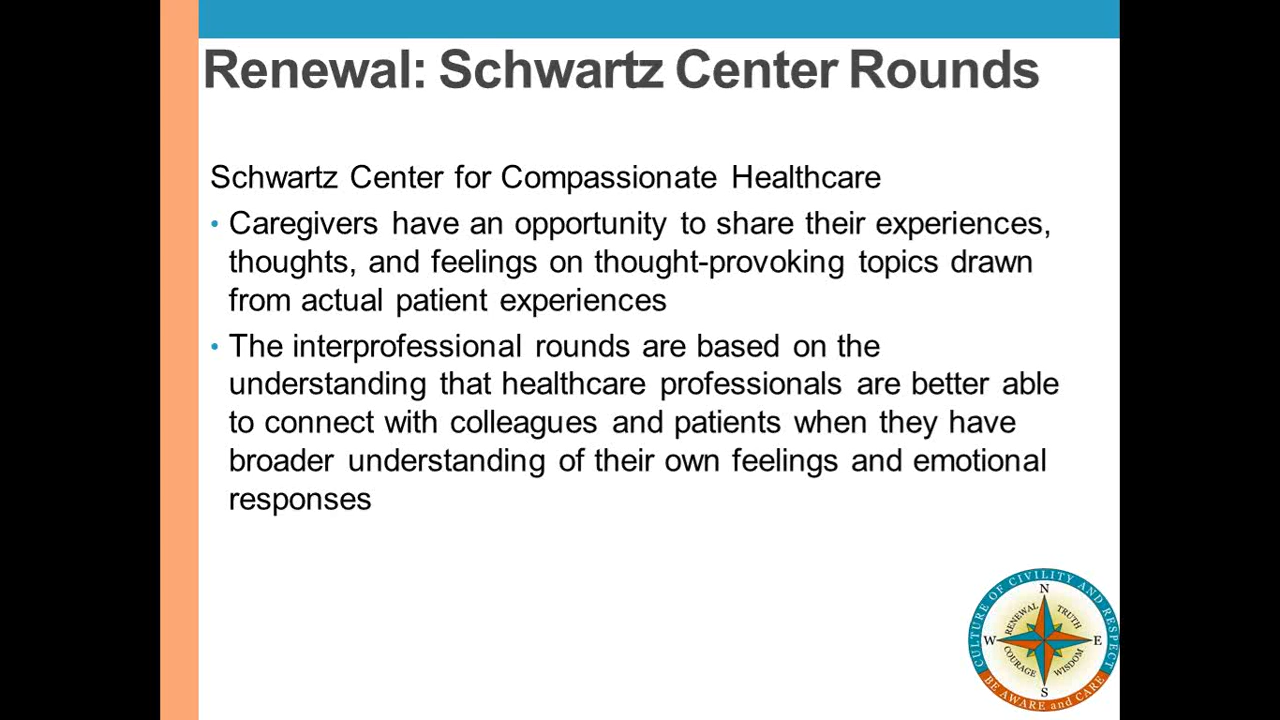 Renewal: Schwartz Center Rounds
Schwartz Center for Compassionate Healthcare
• Caregivers have an opportunity to share their experiences,
thoughts, and feelings on thought-provoking topics drawn
from actual patient experiences
• The interprofessional rounds are based on the
understanding that healthcare professionals are better able
to connect with colleagues and patients when they have
broader understanding of their own feelings and emotional
responses
CULTURE OF CIVILITY AND RESPECT
N
RENEWAL
TRUTH
W
E
COURAGE
WISDOM
S
BE AWARE and CARE